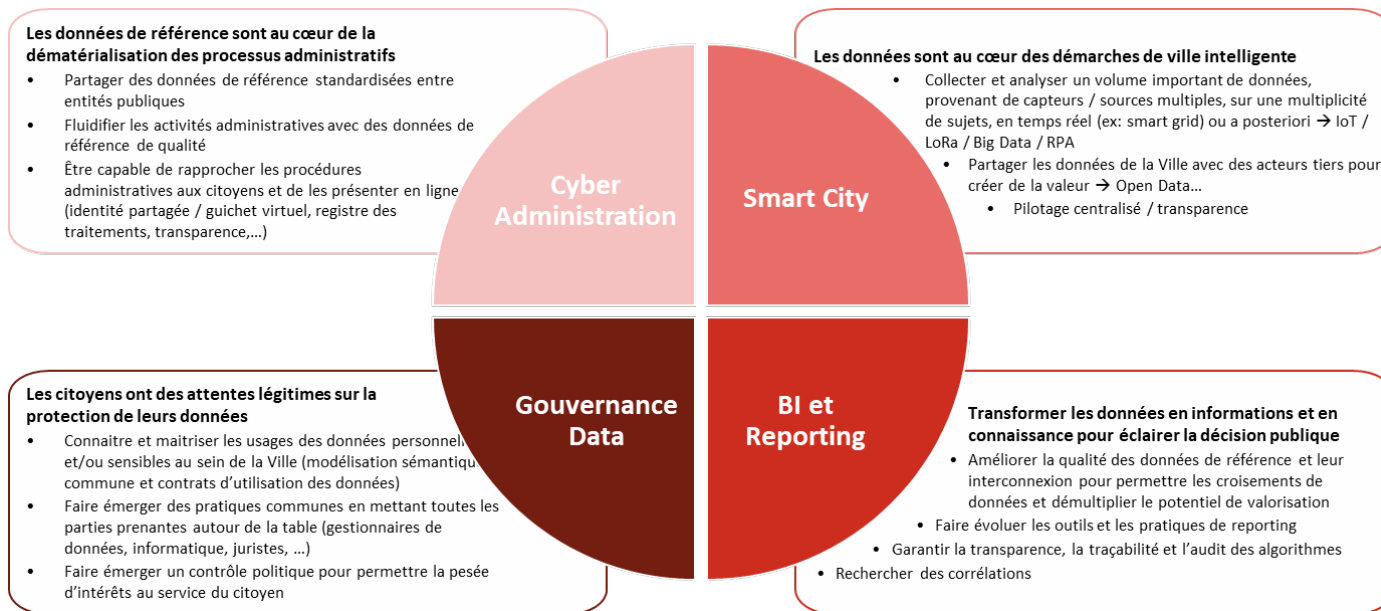 Les données de référence sont au cœur de la
dématérialisation des processus administratifs
• Partager des données de référence standardisées entre
entités publiques
• Fluidifier les activités administratives avec des données de
référence de qualité
• Être capable de rapprocher les procédures
administratives aux citoyens et de les présenter en ligne
(identité partagée / guichet virtuel, registre des
traitements, transparence,…)
Cyber
Administration
Les données sont au cœur des démarches de ville intelligente
• Collecter et analyser un volume important de données,
provenant de capteurs / sources multiples, sur une multiplicité
de sujets, en temps réel (ex: smart grid) ou a posteriori → IoT /
LoRa / Big Data / RPA
• Partager les données de la Ville avec des acteurs tiers pour
créer de la valeur → Open Data…
• Pilotage centralisé / transparence
Smart City
Les citoyens ont des attentes légitimes sur la
protection de leurs données
• Connaitre et maitriser les usages des données
et/ou sensibles au sein de la Ville (modélisation
commune et contrats d’utilisation des données)
• Faire émerger des pratiques communes en mettant toutes les
parties prenantes autour de la table (gestionnaires de
données, informatique, juristes, …)
• Faire émerger un contrôle politique pour permettre la pesée
d’intérêts au service du citoyen
Gouvernance
Data
BI et
Reporting
Transformer les données en informations et en
connaissance pour éclairer la décision publique
• Améliorer la qualité des données de référence et leur
interconnexion pour permettre les croisements de
données et démultiplier le potentiel de valorisation
• Faire évoluer les outils et les pratiques de reporting
• Garantir la transparence, la traçabilité et l’audit des algorithmes
• Rechercher des corrélations